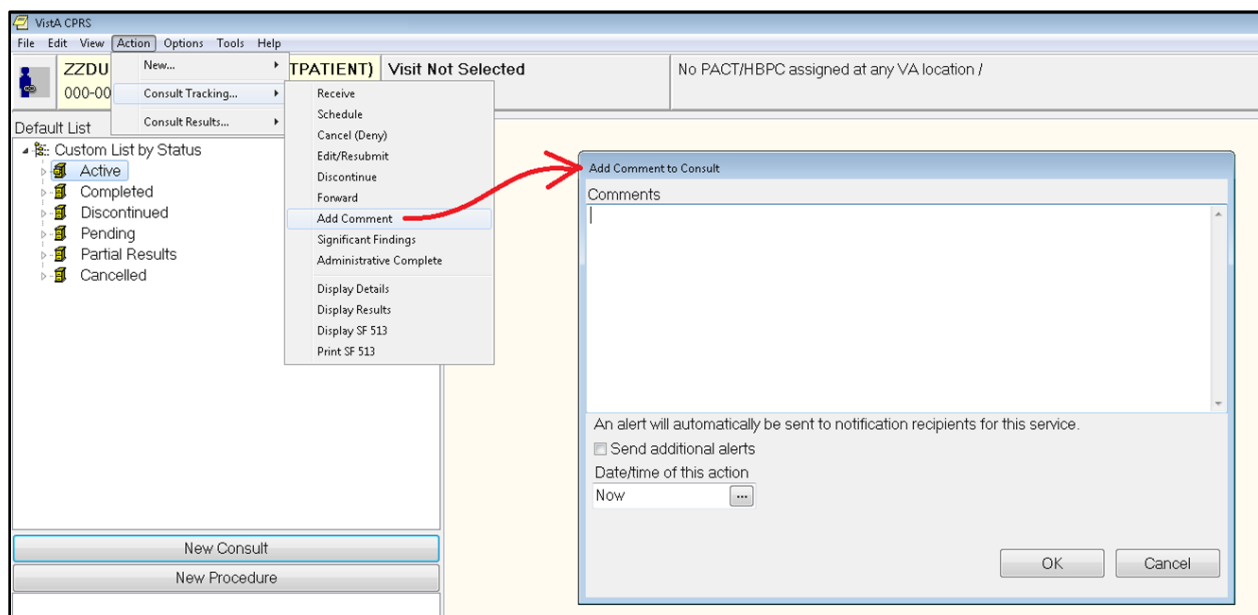 VistA CPRS
File Edit View Action Options Tools Help
ZZDU
000-00
TPATIENT)
Visit Not Selected
No PACT/HBPC assigned at any VA location /
New...
Consult Tracking...
Consult Results...
Receive
Schedule
Cancel (Deny)
Edit/Resubmit
Discontinue
Forward
Add Comment
Significant Findings
Administrative Complete
Display Details
Display Results
Display SF 513
Print SF 513
Default List
Custom List by Status
Active
Completed
Discontinued
Pending
Partial Results
Cancelled
New Consult
New Procedure
Add Comment to Consult
Comments
An alert will automatically be sent to notification recipients for this service.
Send additional alerts
Date/time of this action
Now
...
OK Cancel